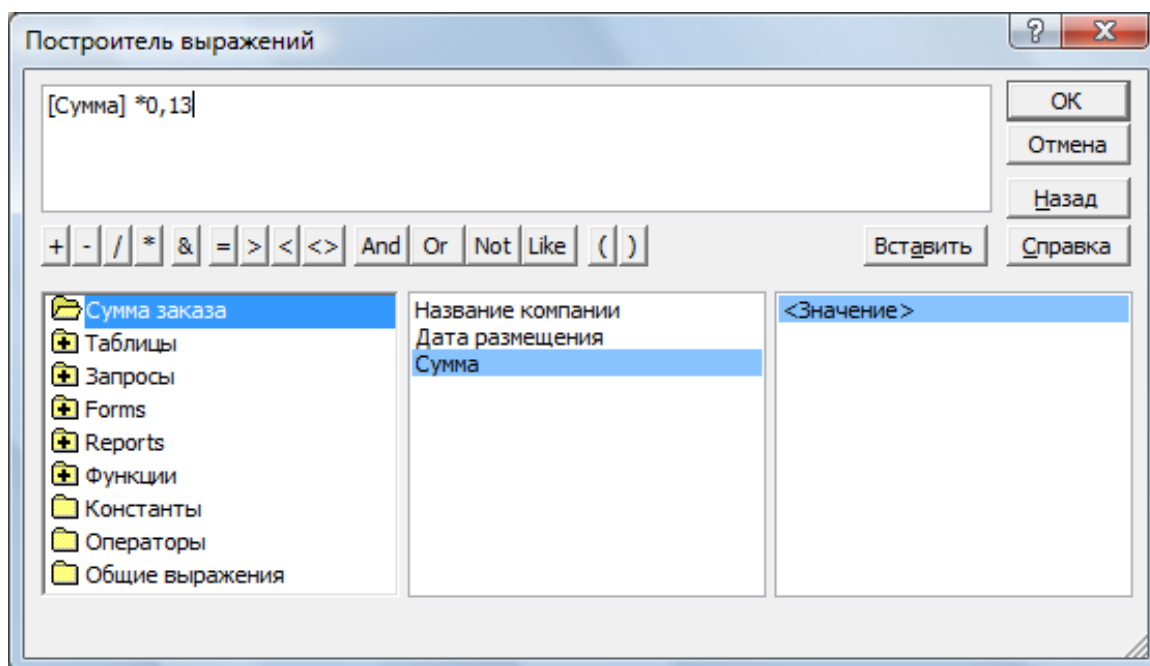 Построитель выражений
?
X
[Сумма] *0,13
OK
Отмена
Назад
+ - / * & = > < <> And Or Not Like ( ) Вставить Справка
Сумма заказа
Таблицы
Запросы
Forms
Reports
Функции
Константы
Операторы
Общие выражения
Название компании
Дата размещения
Сумма
<Значение>